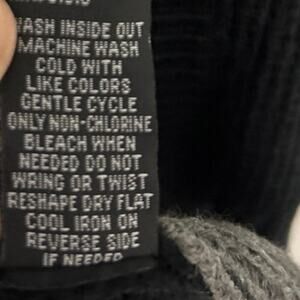 WASH INSIDE OUT
MACHINE WASH
COLD WITH
LIKE COLORS
GENTLE CYCLE
ONLY NON-CHLORINE
BLEACH WHEN
NEEDED DO NOT
WRING OR TWIST
RESHAPE DRY FLAT
COOL IRON ON
REVERSE SIDE
IF NEEDED